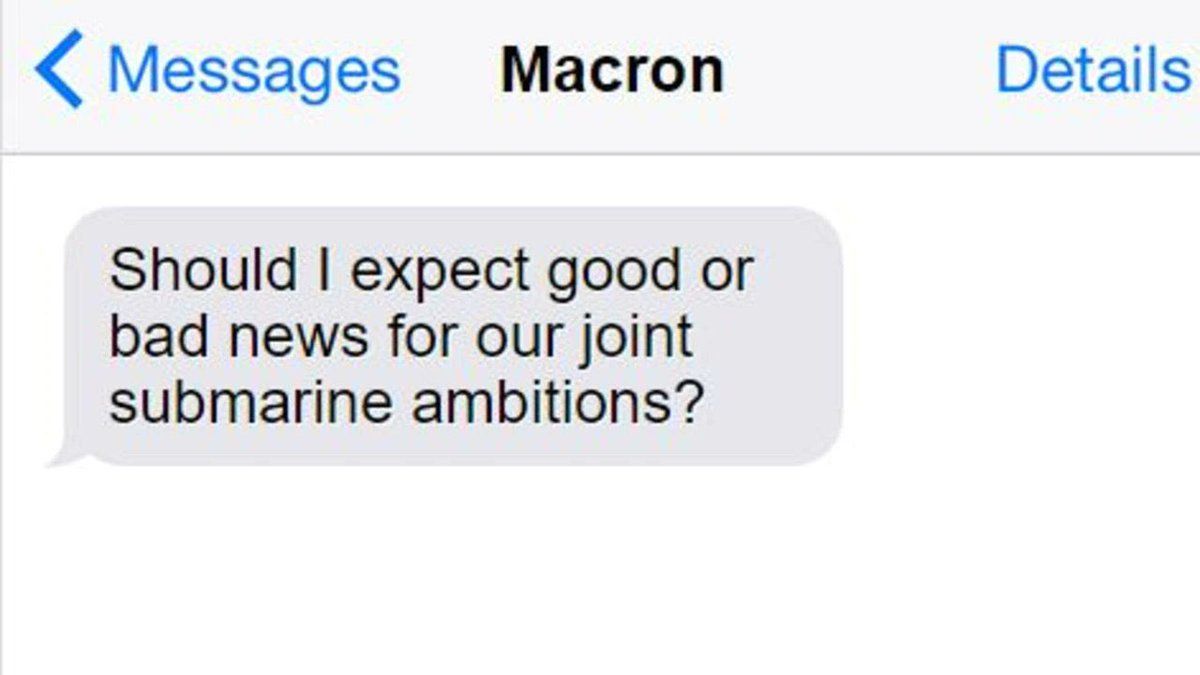 Messages Macron Details
Should I expect good or
bad news for our joint
submarine ambitions?